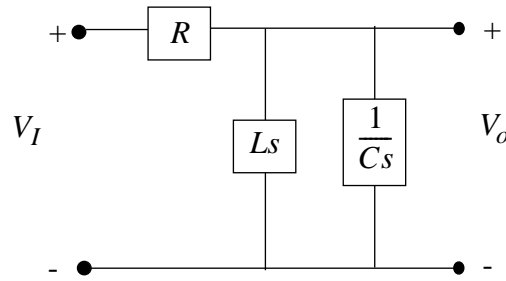 + R +
V_I Ls 1/Cs V_o
- -